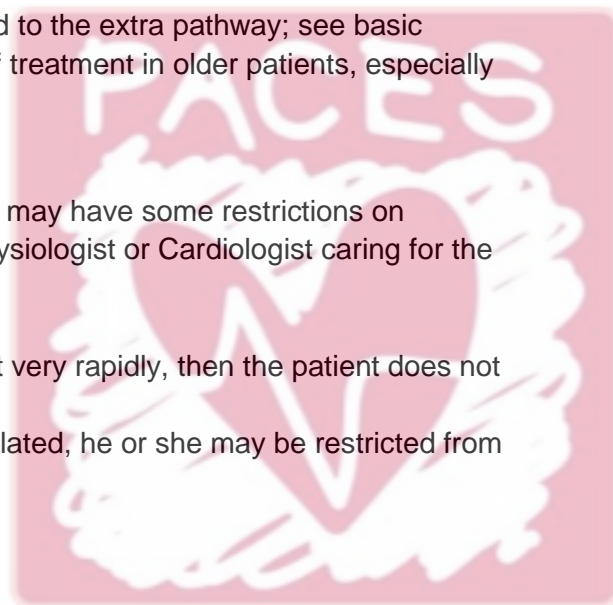 d to the extra pathway; see basic
f treatment in older patients, especially
PACES
may have some restrictions on
ysiologist or Cardiologist caring for the
t very rapidly, then the patient does not
lated, he or she may be restricted from